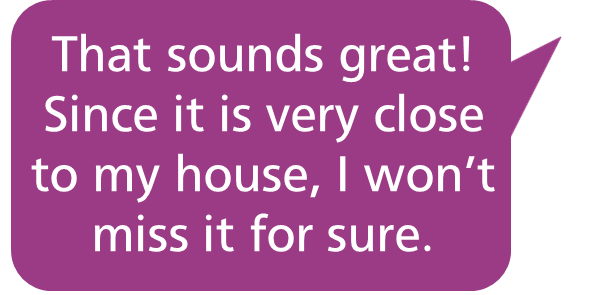 That sounds great!
Since it is very close
to my house, I won’t
miss it for sure.